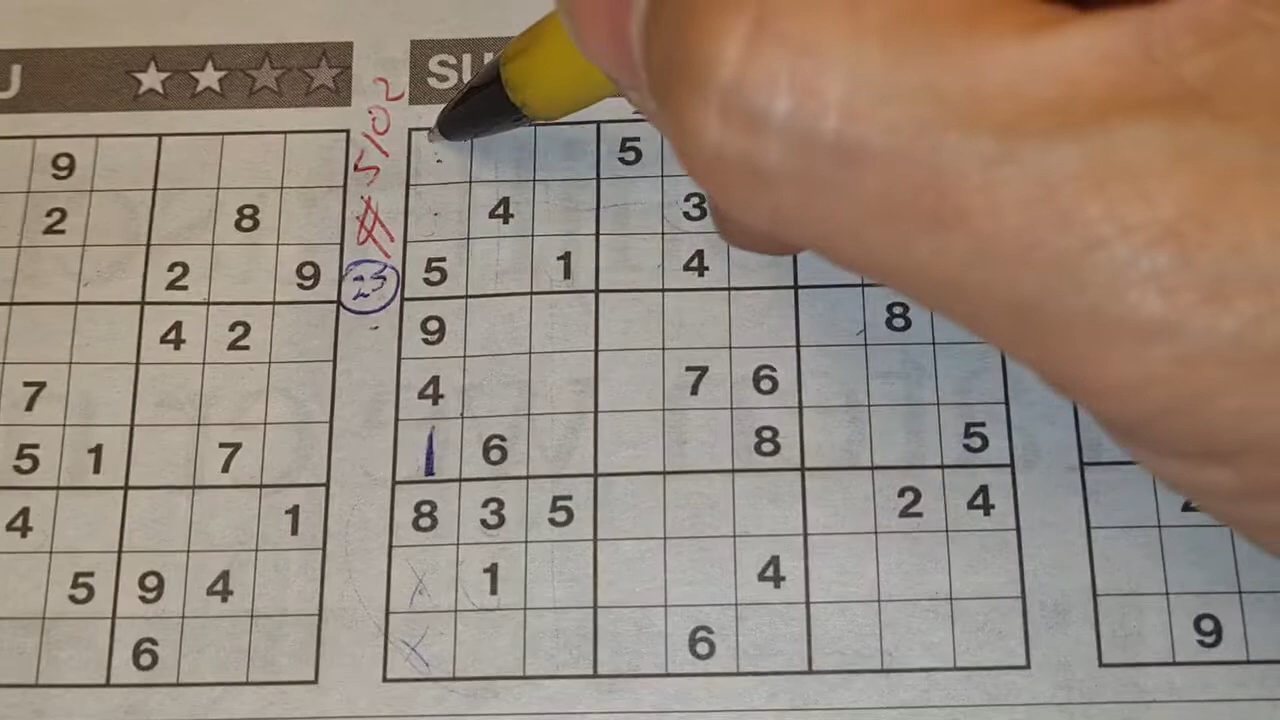 U ★★☆☆
SU
#5102
23
9
2 8
2 9
4 2
7
5 1 7
4 1
5 9 4
6
5
4 3
5 1 4
9 8
4 7 6
1 6 8 5
8 3 5 2 4
1 4
6
9